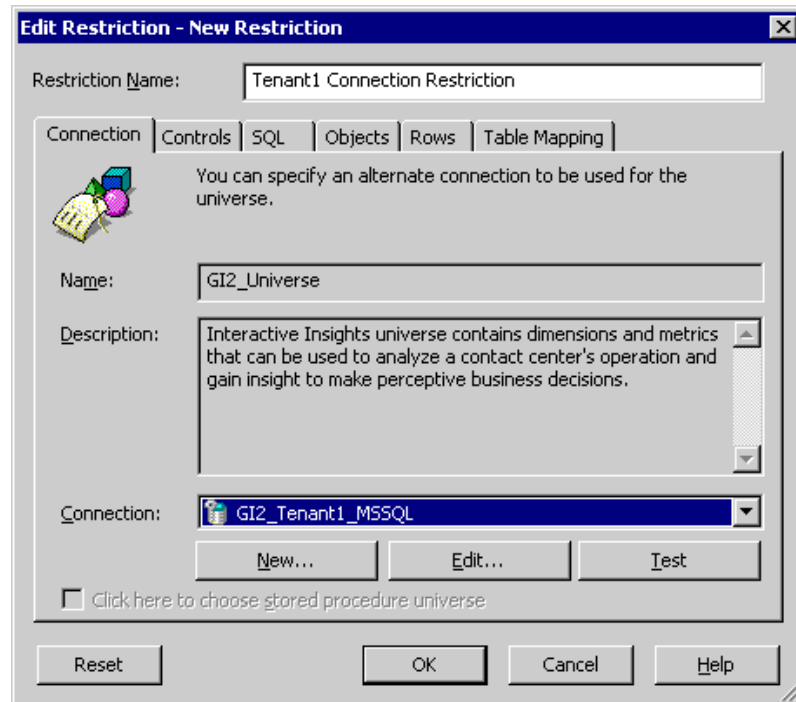 Edit Restriction - New Restriction
Restriction Name:
Tenant1 Connection Restriction
Connection Controls SQL Objects Rows Table Mapping
You can specify an alternate connection to be used for the
universe.
Name:
GI2_Universe
Description:
Interactive Insights universe contains dimensions and metrics
that can be used to analyze a contact center's operation and
gain insight to make perceptive business decisions.
Connection:
GI2_Tenant1_MSSQL
New... Edit... Test
Click here to choose stored procedure universe
Reset OK Cancel Help